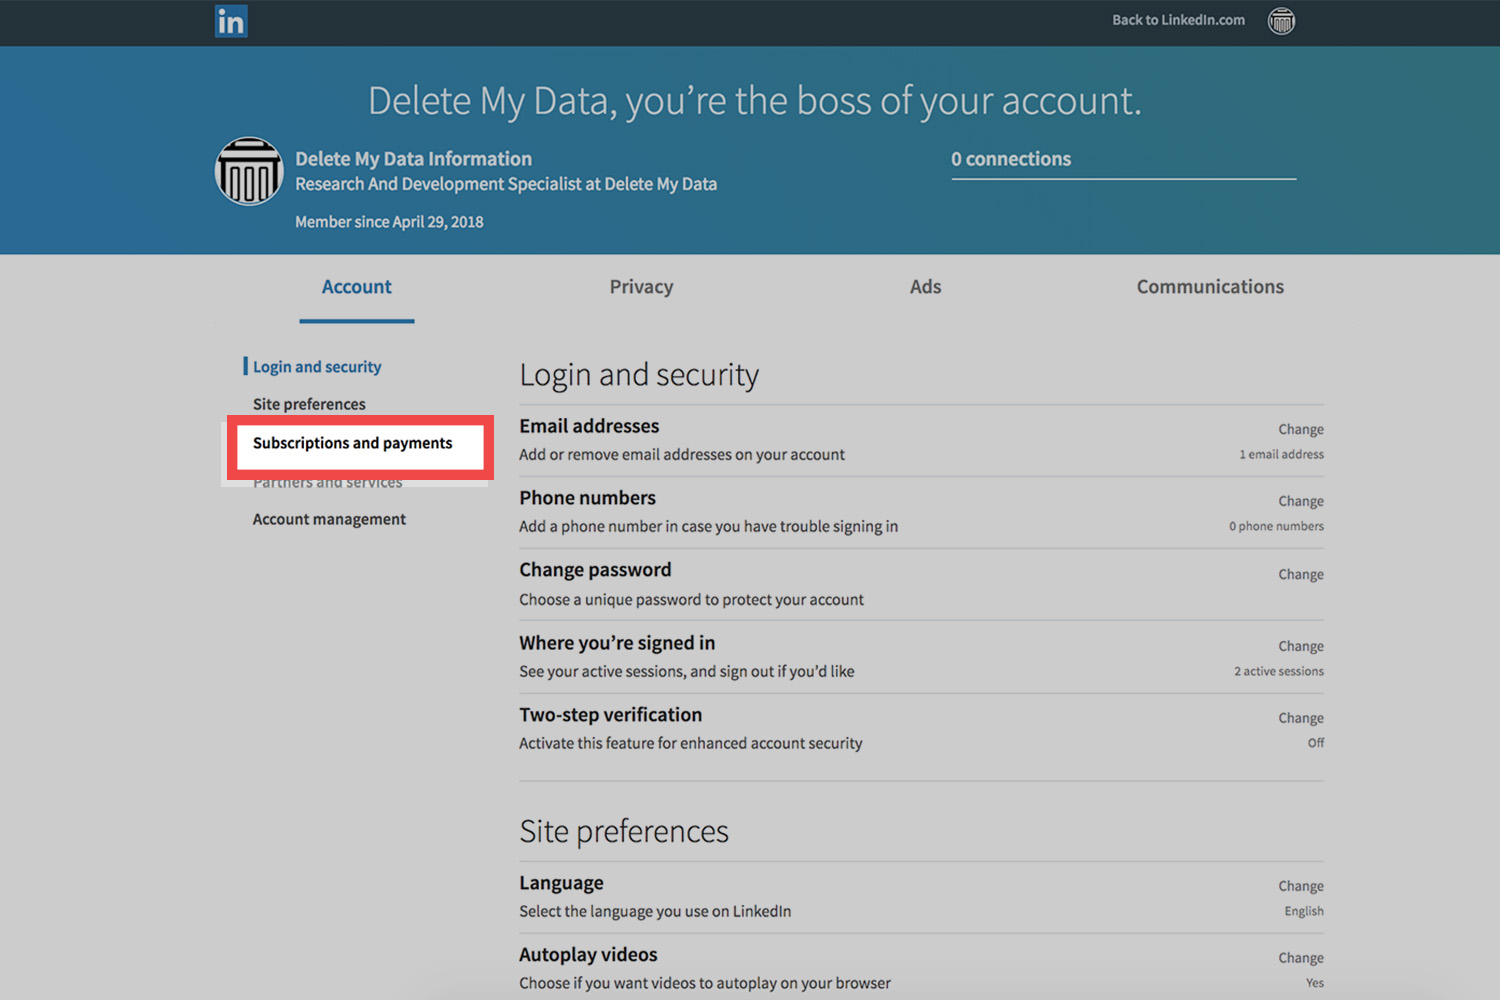 in
Back to LinkedIn.com
Delete My Data, you’re the boss of your account.
Delete My Data Information
Research And Development Specialist at Delete My Data
Member since April 29, 2018
0 connections
Account
Privacy
Ads
Communications
Login and security
Site preferences
Subscriptions and payments
Partners and services
Account management
Login and security
Email addresses
Change
Add or remove email addresses on your account
1 email address
Phone numbers
Change
Add a phone number in case you have trouble signing in
0 phone numbers
Change password
Change
Choose a unique password to protect your account
Where you’re signed in
Change
See your active sessions, and sign out if you’d like
2 active sessions
Two-step verification
Change
Activate this feature for enhanced account security
Off
Site preferences
Language
Change
Select the language you use on LinkedIn
English
Autoplay videos
Change
Choose if you want videos to autoplay on your browser
Yes